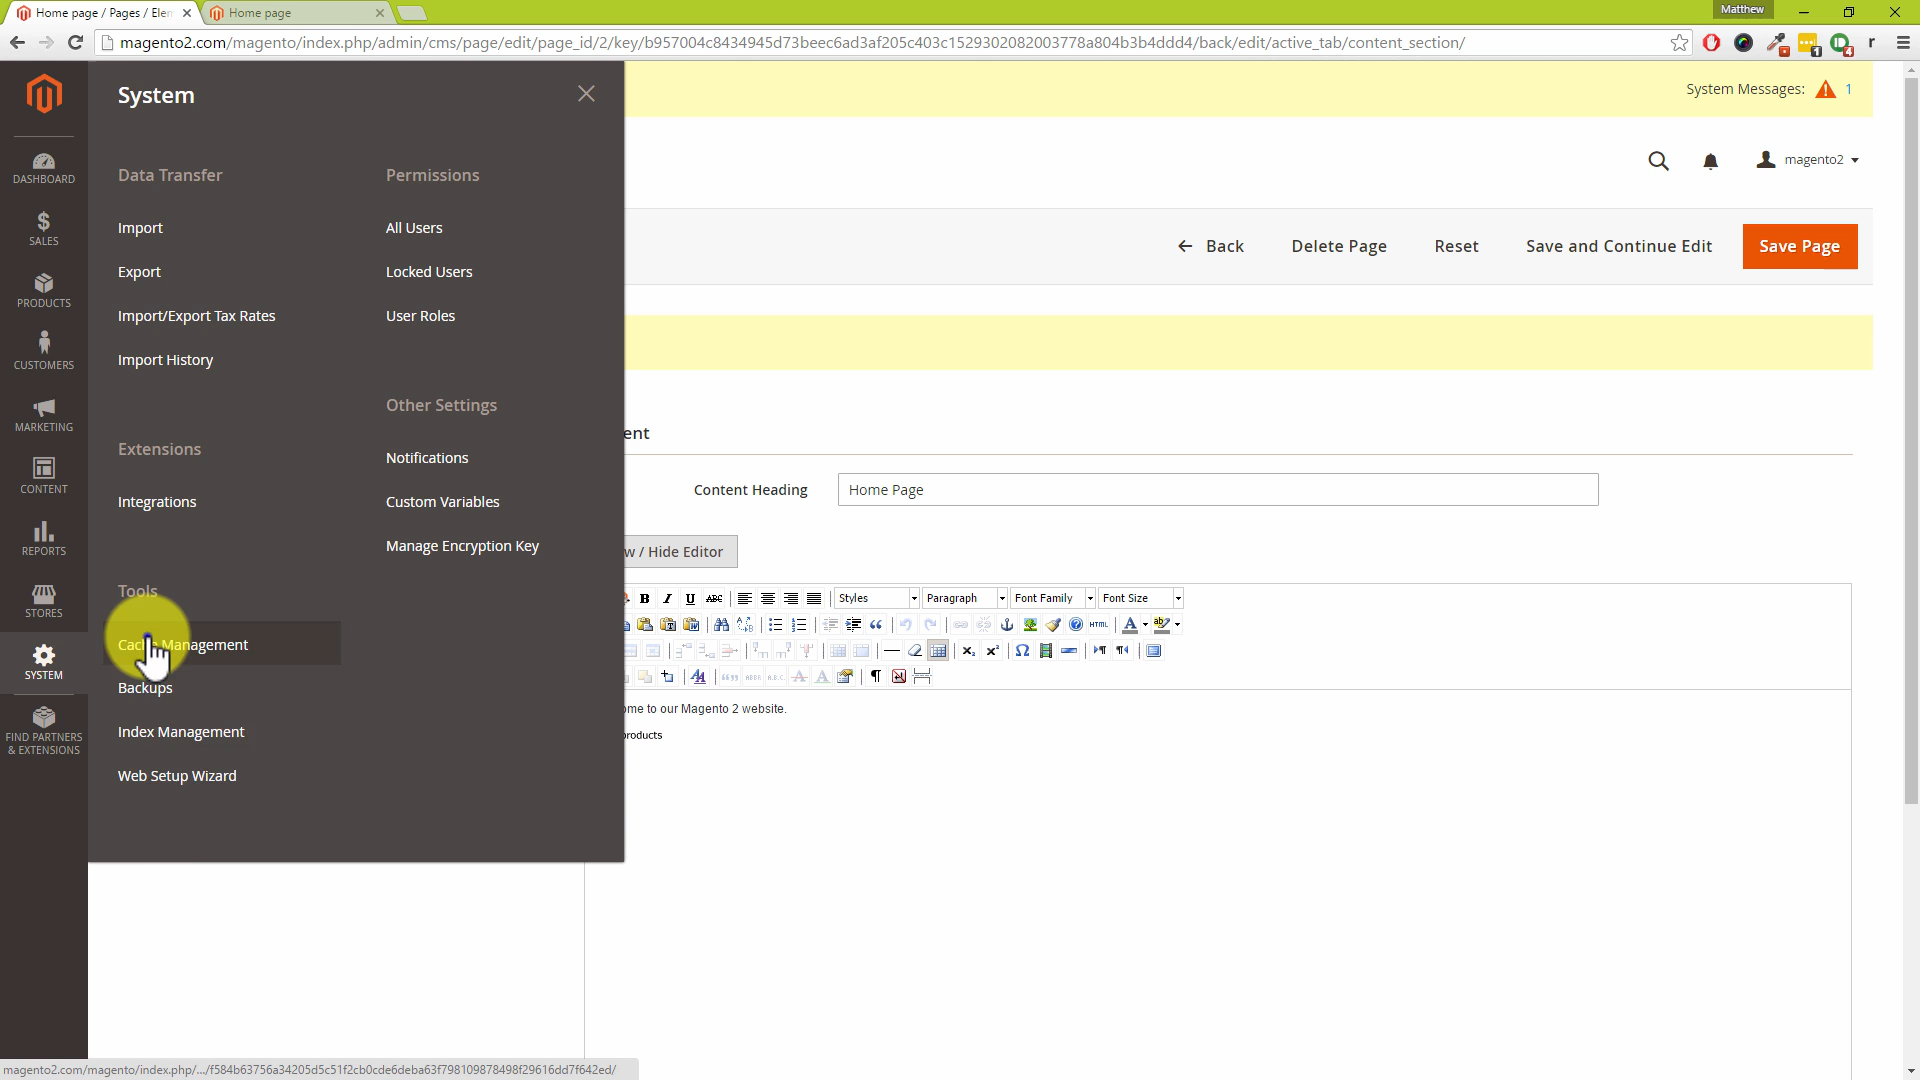 Home page / Pages / Elen
Home page
Matthew
magento2.com/magento/index.php/admin/cms/page/edit/page_id/2/key/b957004c8434945d73beec6ad3af205c403c1529302082003778a804b3b4ddd4/back/edit/active_tab/content_section/
System
System Messages: 1
magento2
DASHBOARD
SALES
PRODUCTS
CUSTOMERS
MARKETING
CONTENT
REPORTS
STORES
SYSTEM
FIND PARTNERS
& EXTENSIONS
Data Transfer
Import
Export
Import/Export Tax Rates
Import History
Extensions
Integrations
Tools
Cache Management
Backups
Index Management
Web Setup Wizard
Permissions
All Users
Locked Users
User Roles
Other Settings
Notifications
Custom Variables
Manage Encryption Key
Back
Delete Page
Reset
Save and Continue Edit
Save Page
ent
Content Heading
Home Page
w / Hide Editor
B I U ABC
Styles
Paragraph
Font Family
Font Size
HTML
ome to our Magento 2 website.
products
magento2.com/magento/index.php/.../f584b63756a34205d5c51f2cb0cde6deba63f798109878498f29616dd7f642ed/